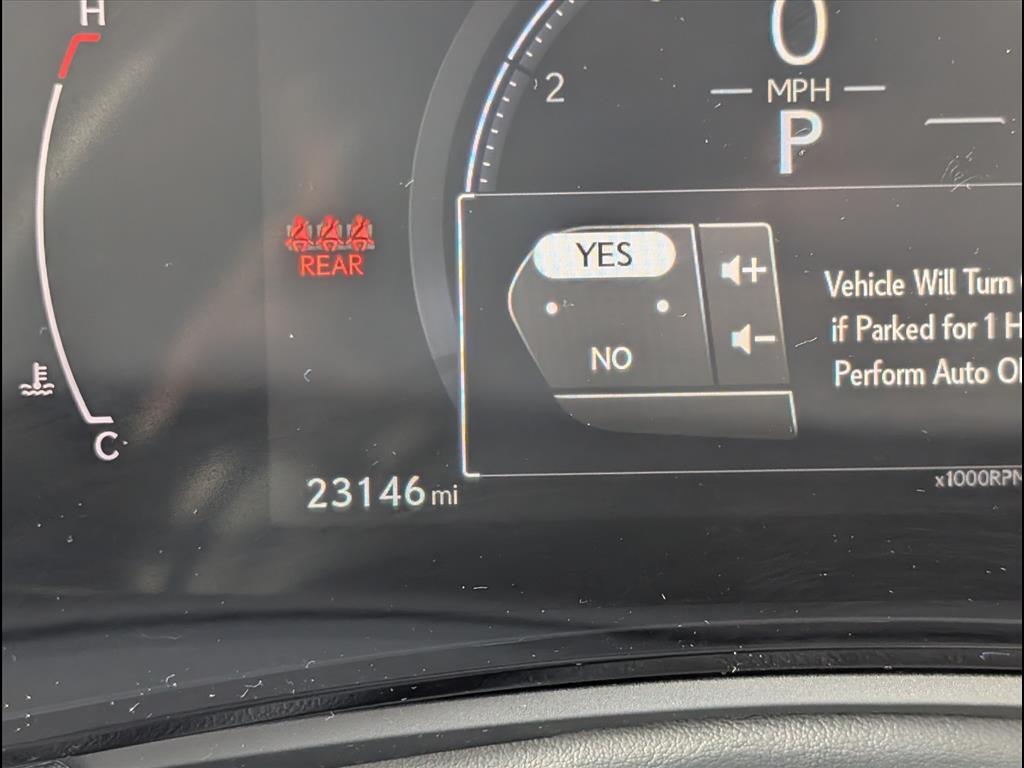 H
0
2
MPH
P
REAR
YES
NO
Vehicle Will Turn
if Parked for 1
Perform Auto
C
23146 mi
x1000RPM